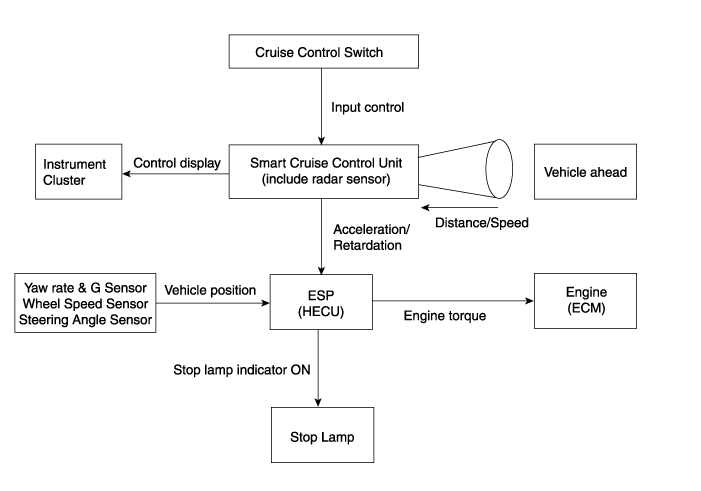 Cruise Control Switch
Input control
Instrument
Cluster
Control display
Smart Cruise Control Unit
(include radar sensor)
Vehicle ahead
Distance/Speed
Acceleration/
Retardation
Yaw rate & G Sensor
Wheel Speed Sensor
Steering Angle Sensor
Vehicle position
ESP
(HECU)
Engine torque
Engine
(ECM)
Stop lamp indicator ON
Stop Lamp